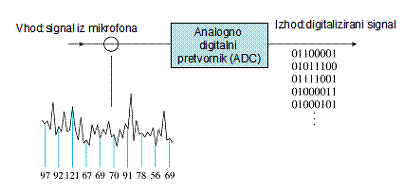 Vhod:signal iz mikrofona
Analogno
digitalni
pretvornik (ADC)
Izhod:digitalizirani signal
01100001
01011100
01111001
01000011
01000101
97 92 121 67 69 70 91 78 56 69